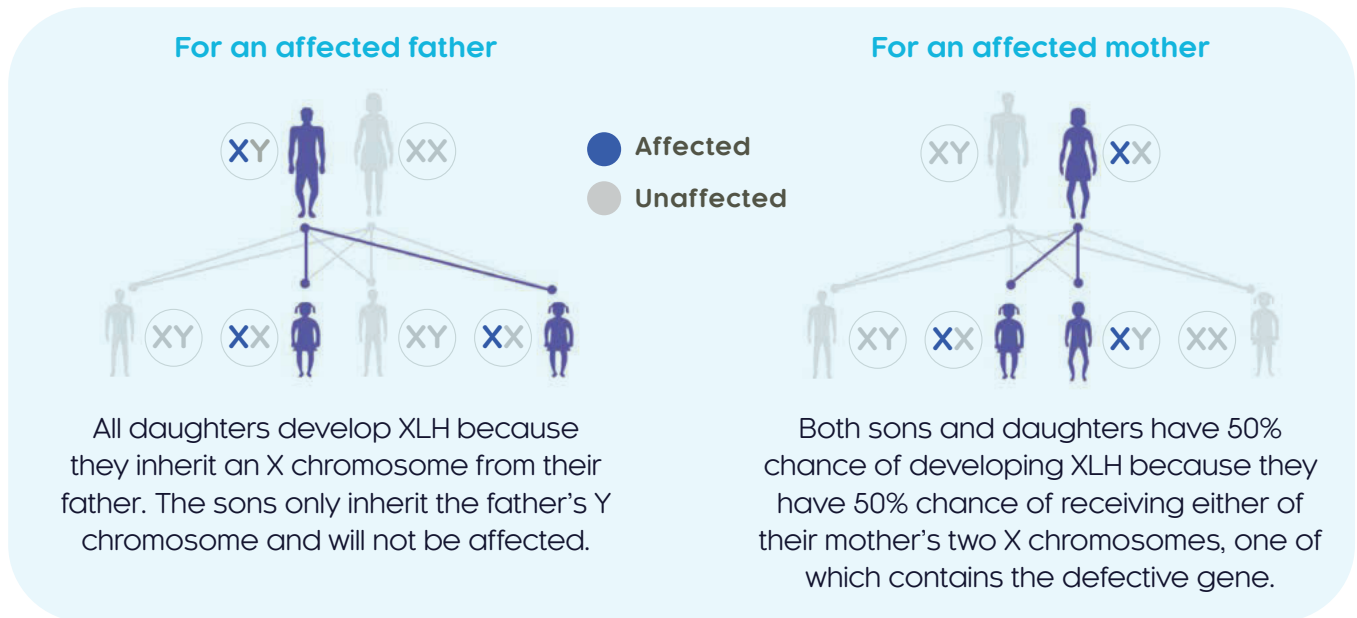 For an affected father
XY
XX
XY
XX
XY
XX
All daughters develop XLH because
they inherit an X chromosome from their
father. The sons only inherit the father's Y
chromosome and will not be affected.
Affected
Unaffected
For an affected mother
XY
XX
XY
XX
XY
XX
Both sons and daughters have 50%
chance of developing XLH because they
have 50% chance of receiving either of
their mother's two X chromosomes, one of
which contains the defective gene.